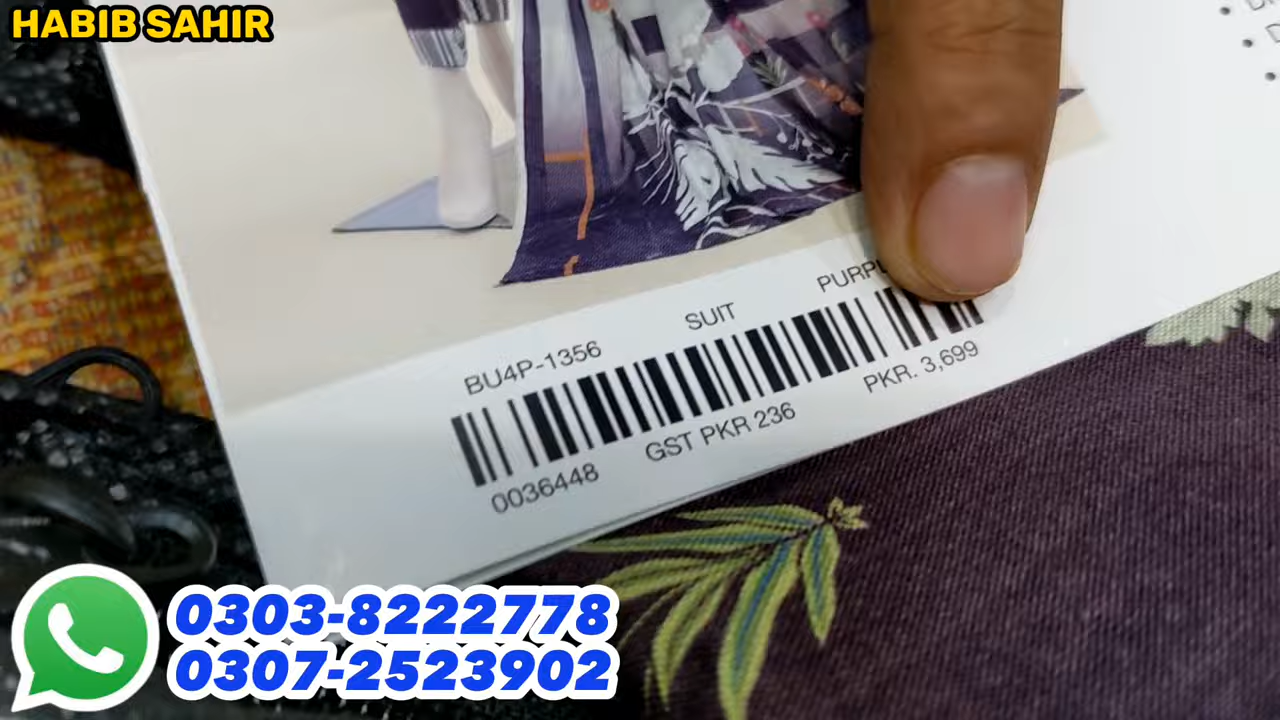 HABIB SAHIR
BU4P-1356 SUIT
GST PKR 236 PKR. 3,699
0036448
0303-8222778
0307-2523902